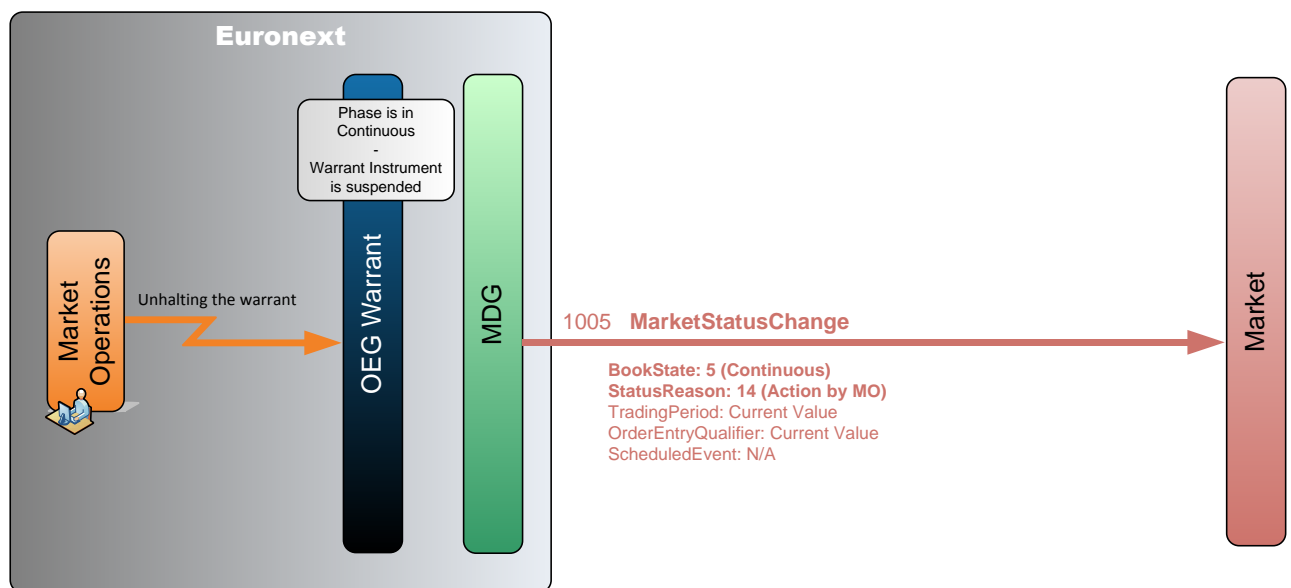 Euronext
Phase is in
Continuous
-
Warrant Instrument
is suspended
Market
Operations
Unhalting the warrant
OEG Warrant
MDG
1005 MarketStatusChange
BookState: 5 (Continuous)
StatusReason: 14 (Action by MO)
TradingPeriod: Current Value
OrderEntryQualifier: Current Value
ScheduledEvent: N/A
Market